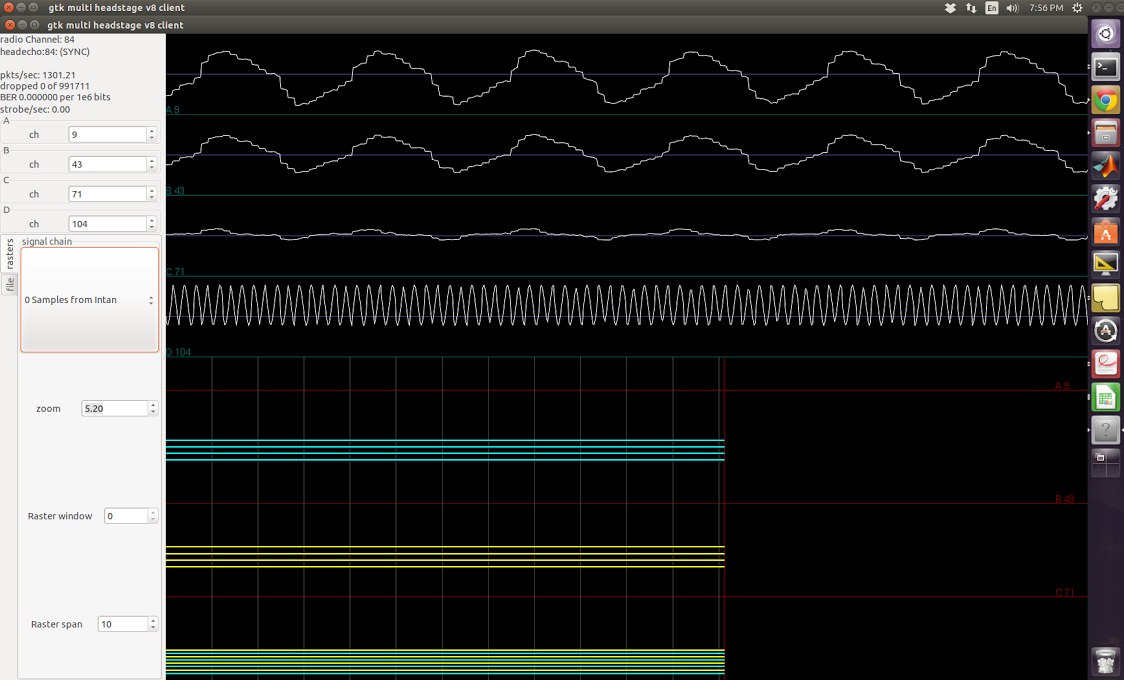 gtk multi headstage v8 client
En
7:56 PM
gtk multi headstage v8 client
radio Channel: 84
headecho:84: (SYNC)
pkts/sec: 1301.21
dropped 0 of 991711
BER 0.000000 per 1e6 bits
strobe/sec: 0.00
A
ch 9
B
ch 43
C
ch 71
D
ch 104
rasters
file
signal chain
0 Samples from Intan
zoom 5.20
Raster window 0
Raster span 10
A 9
B 43
C 71
D 104
A 9
B 43
C 71